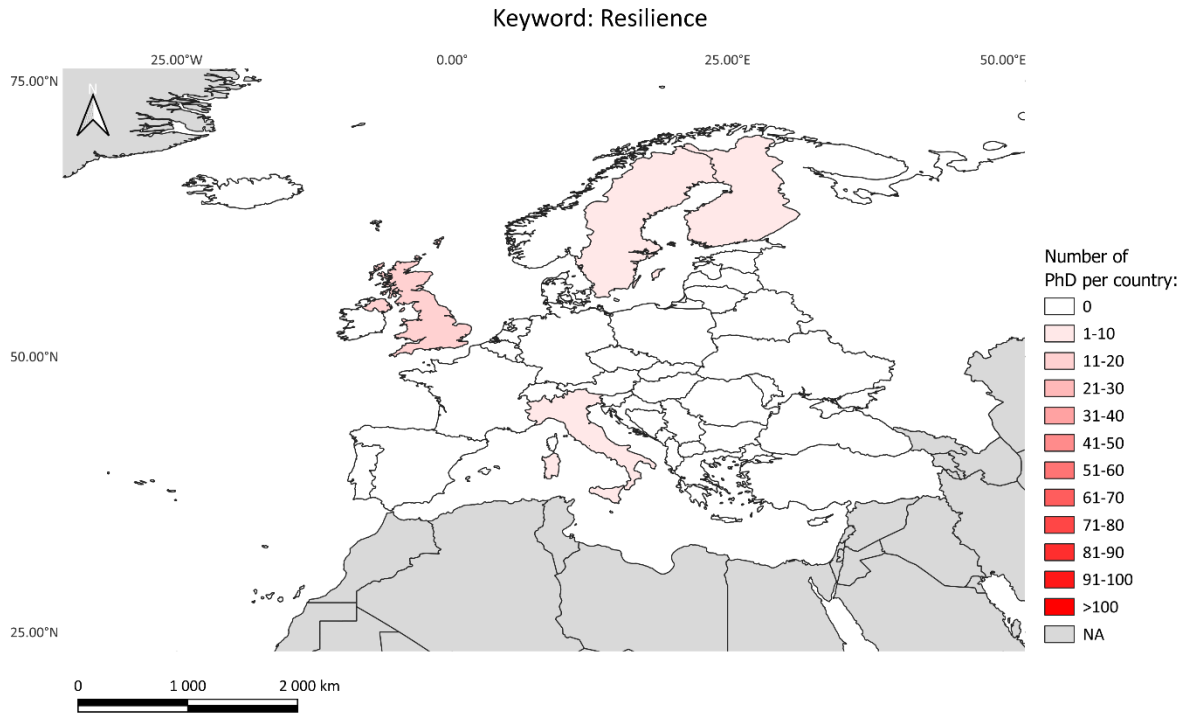 Keyword: Resilience
25.00°W 0.00° 25.00°E 50.00°E
75.00°N
N
50.00°N
25.00°N
Number of
PhD per country:
0
1-10
11-20
21-30
31-40
41-50
51-60
61-70
71-80
81-90
91-100
>100
NA
0 1 000 2 000 km